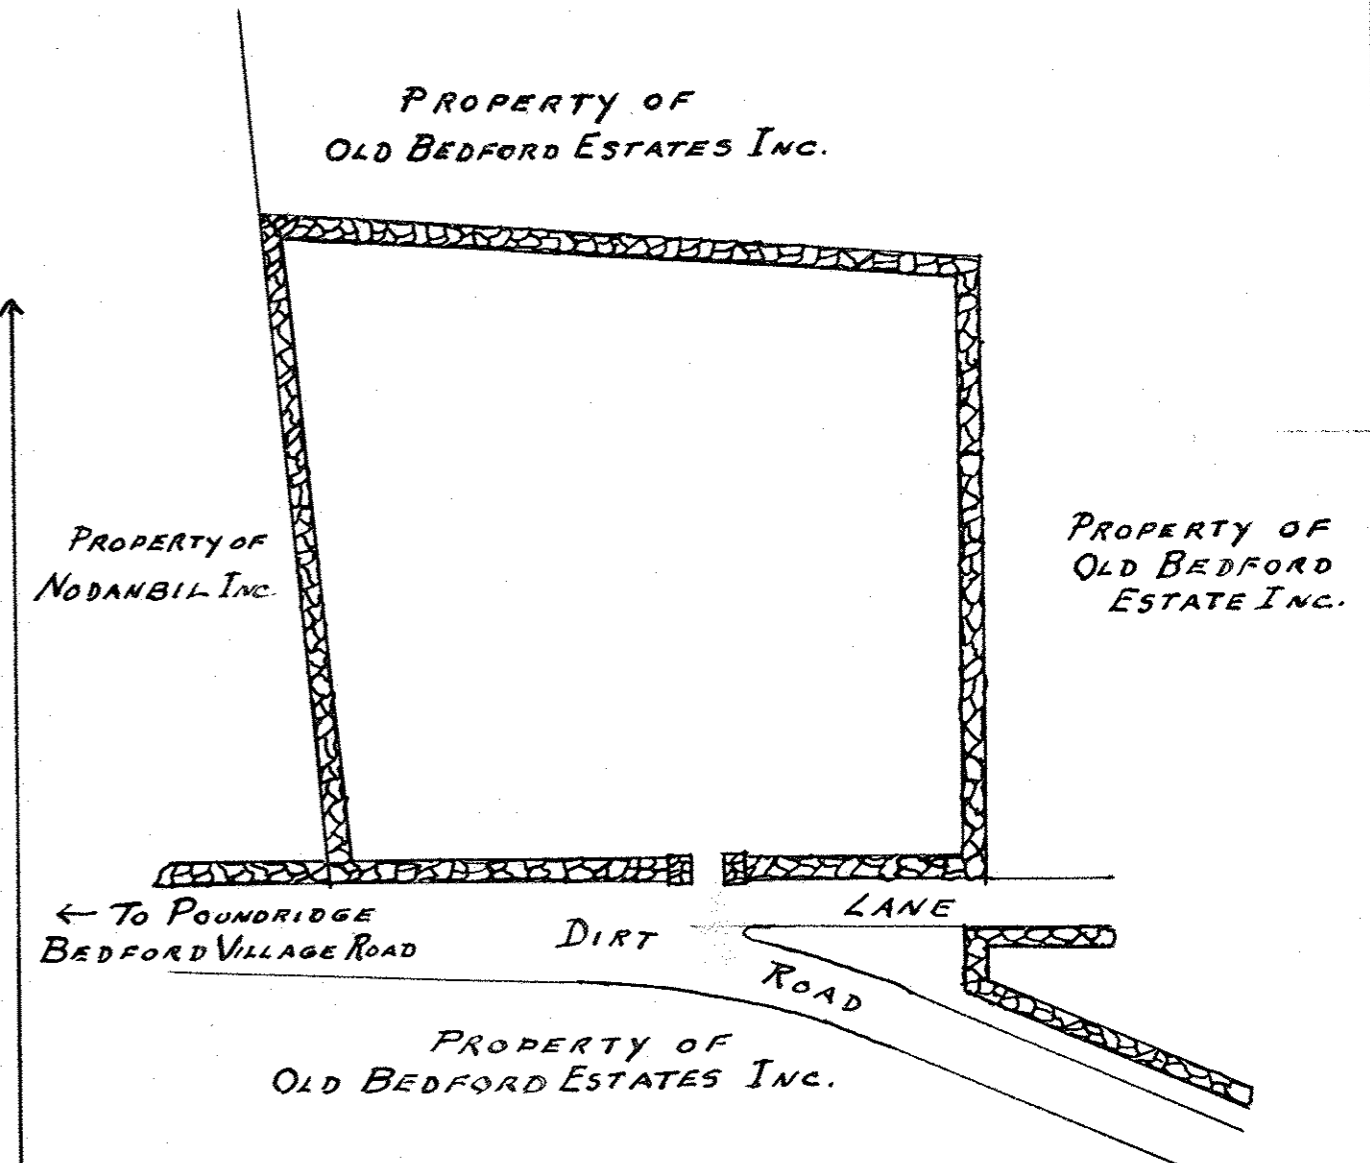 PROPERTY OF
OLD BEDFORD ESTATES INC.
PROPERTY OF
NODANBIL INC.
PROPERTY OF
OLD BEDFORD
ESTATE INC.
← TO POUNDRIDGE
BEDFORD VILLAGE ROAD
LANE
DIRT
ROAD
PROPERTY OF
OLD BEDFORD ESTATES INC.